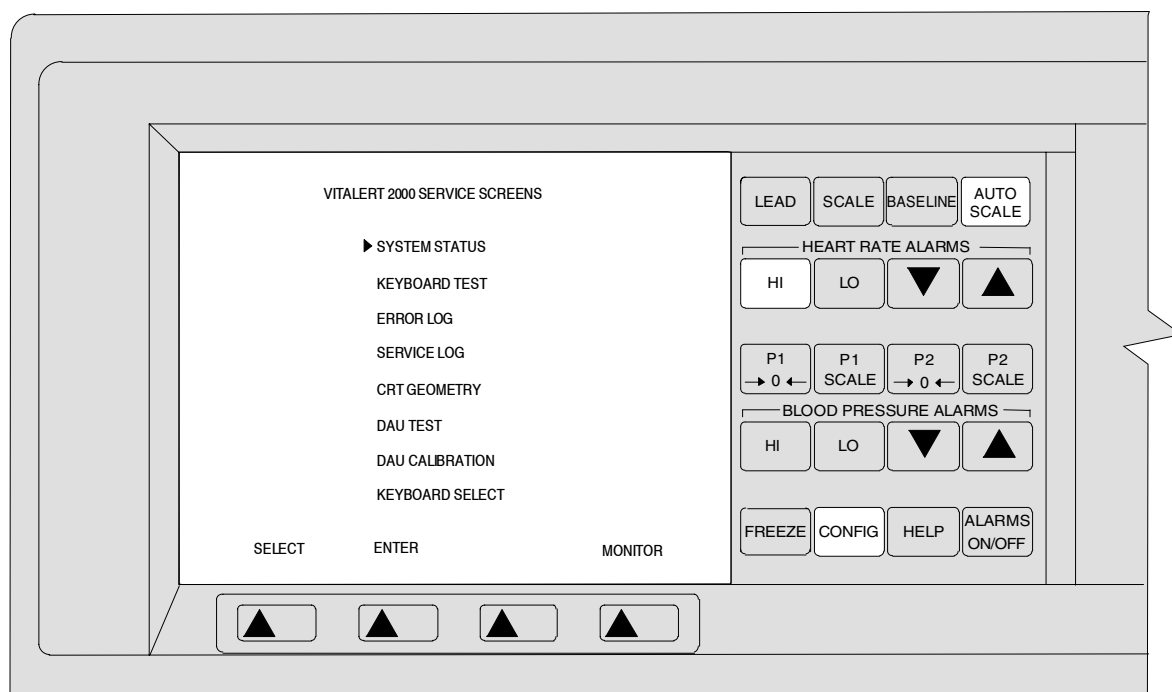 VITALERT 2000 SERVICE SCREENS
SYSTEM STATUS
KEYBOARD TEST
ERROR LOG
SERVICE LOG
CRT GEOMETRY
DAU TEST
DAU CALIBRATION
KEYBOARD SELECT
SELECT ENTER MONITOR
LEAD
SCALE
BASELINE
AUTO
SCALE
HEART RATE ALARMS
HI
LO
P1
→ 0 ←
P1
SCALE
P2
→ 0 ←
P2
SCALE
BLOOD PRESSURE ALARMS
HI
LO
FREEZE
CONFIG
HELP
ALARMS
ON/OFF